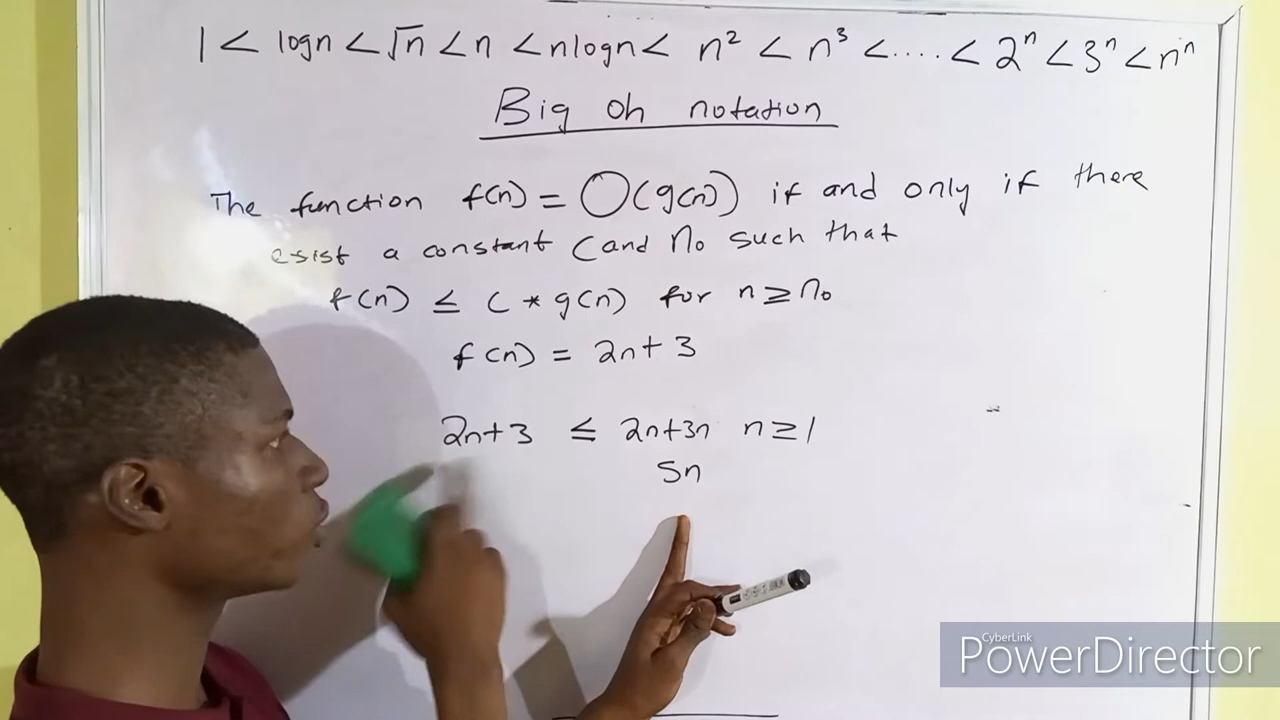 1 < logn < √n < n < nlogn < n² < n³ < .... < 2ⁿ < 3ⁿ < nⁿ
Big Oh notation
The function f(n) = O(g(n)) if and only if there
exist a constant C and n₀ such that
f(n) ≤ C * g(n) for n ≥ n₀
f(n) = 2n + 3
2n+3 ≤ 2n+3n n ≥ 1
5n
CyberLink
PowerDirector